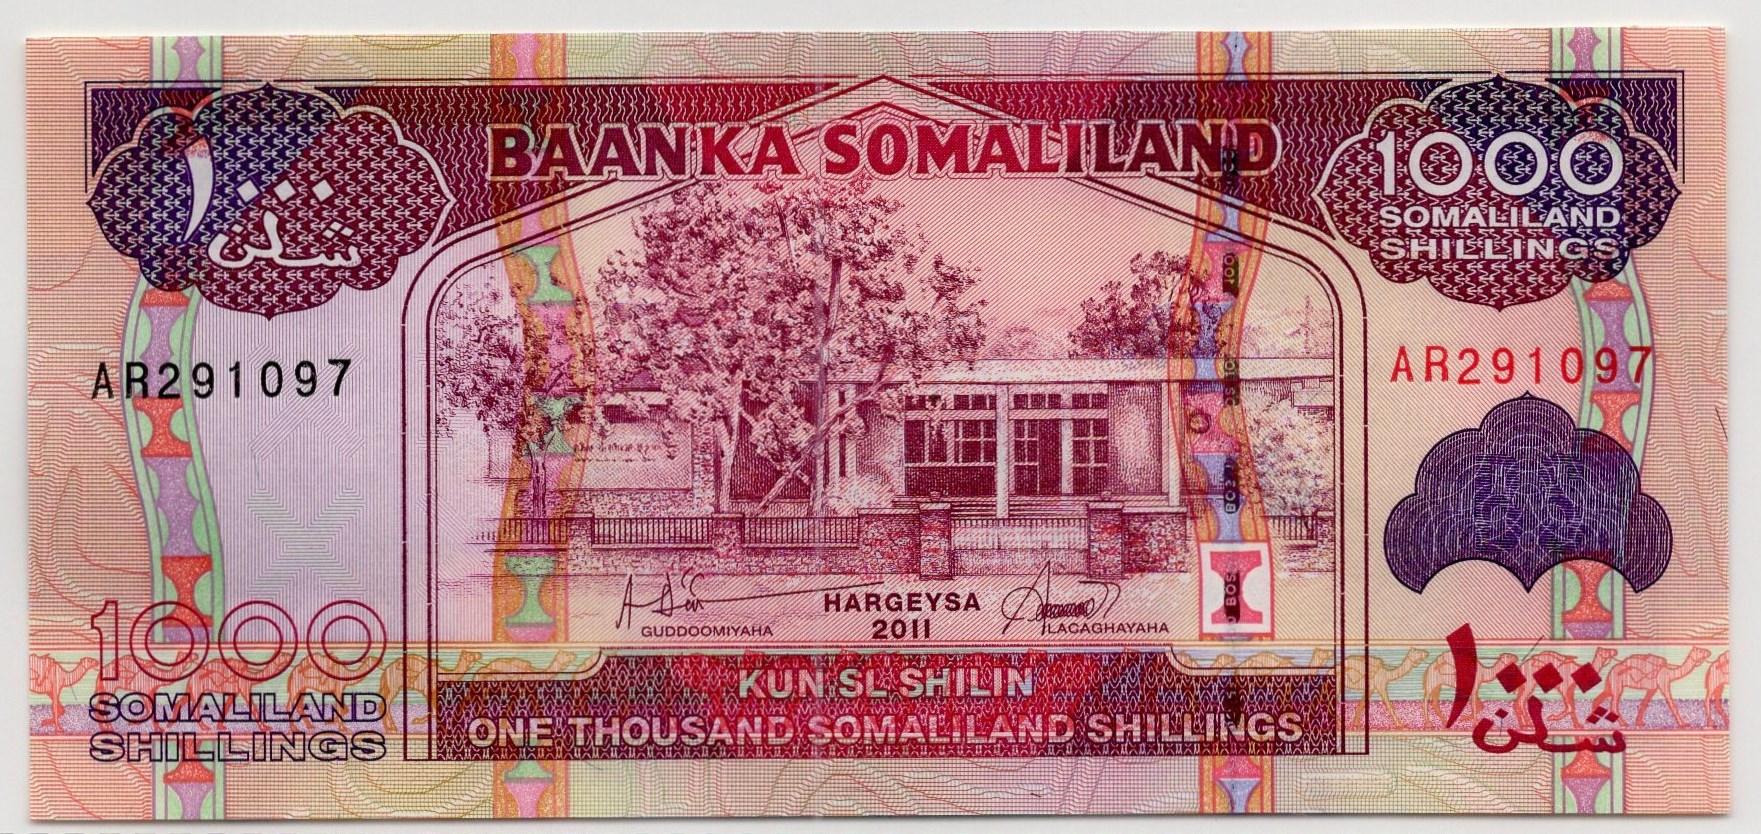 BAANKA SOMALILAND
١٠٠٠
شلن
1000
SOMALILAND
SHILLINGS
AR291097
AR291097
HARGEYSA
2011
GUDDOOMIYAHA
LACAGHAYAHA
1000
SOMALILAND
SHILLINGS
KUN SL SHILIN
ONE THOUSAND SOMALILAND SHILLINGS
١٠٠٠
شلن